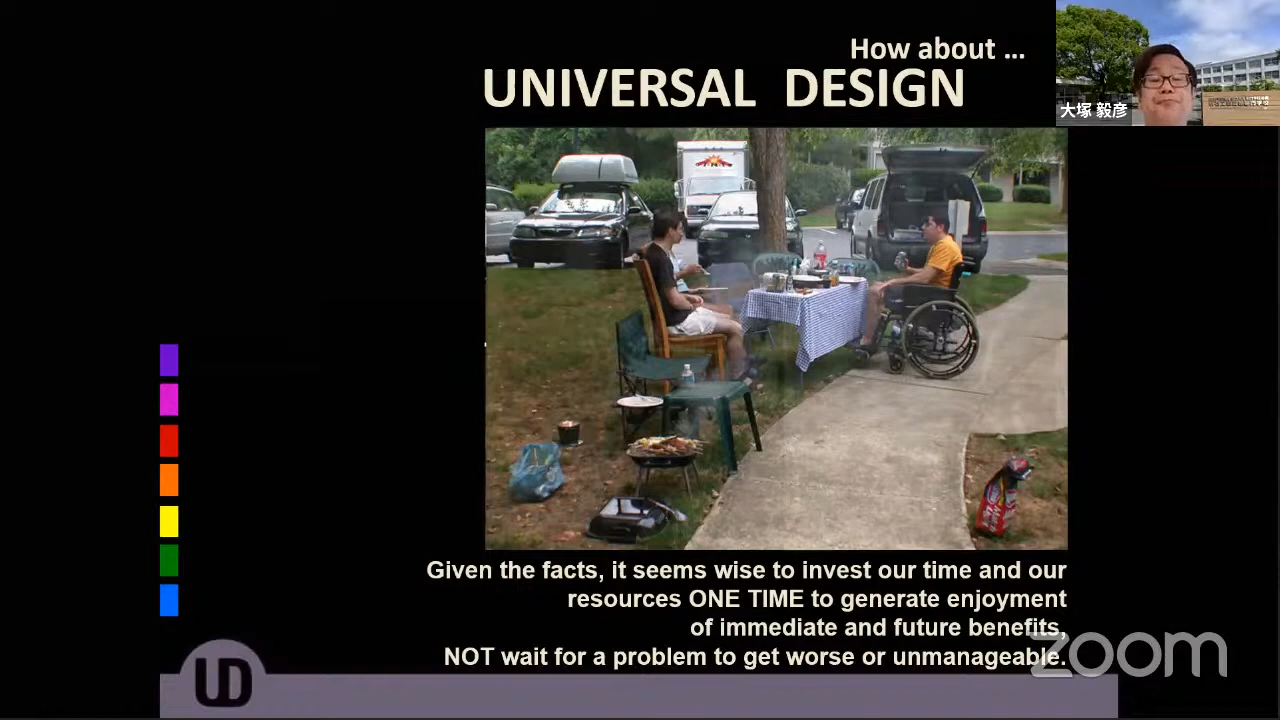 How about ...
UNIVERSAL DESIGN
大塚 毅彦
Given the facts, it seems wise to invest our time and our
resources ONE TIME to generate enjoyment
of immediate and future benefits,
NOT wait for a problem to get worse or unmanageable.
zoom
UD